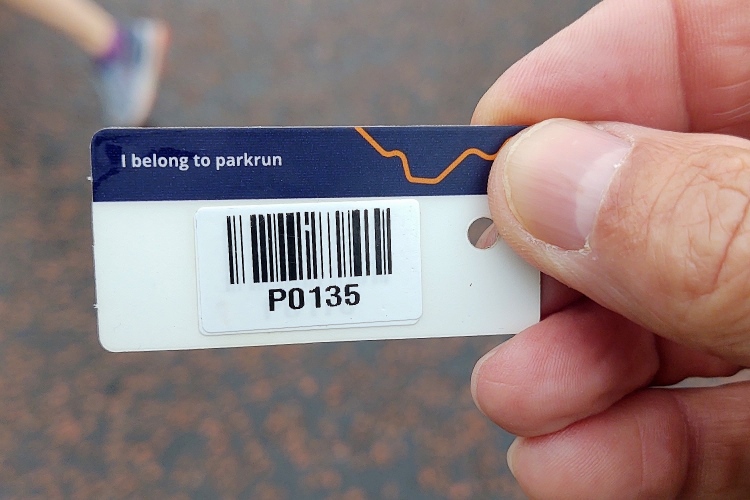 I belong to parkrun
P0135